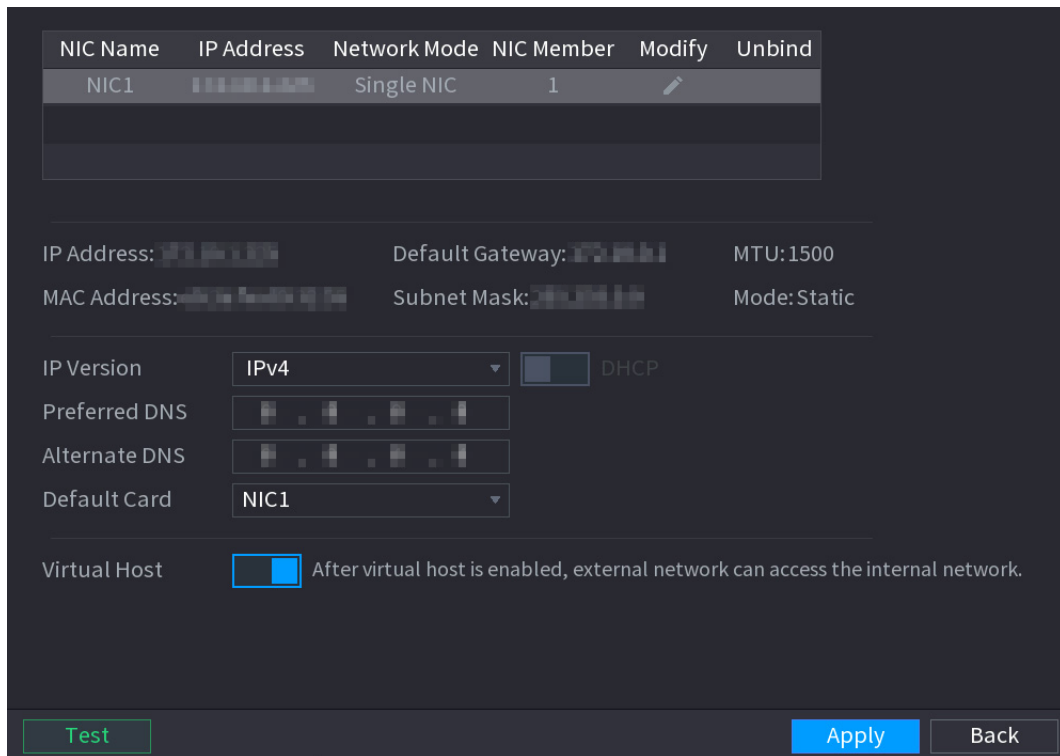 NIC Name IP Address Network Mode NIC Member Modify Unbind
NIC1 Single NIC 1
IP Address: Default Gateway: MTU:1500
MAC Address: Subnet Mask: Mode:Static
IP Version IPv4 DHCP
Preferred DNS
Alternate DNS
Default Card NIC1
Virtual Host After virtual host is enabled, external network can access the internal network.
Test Apply Back